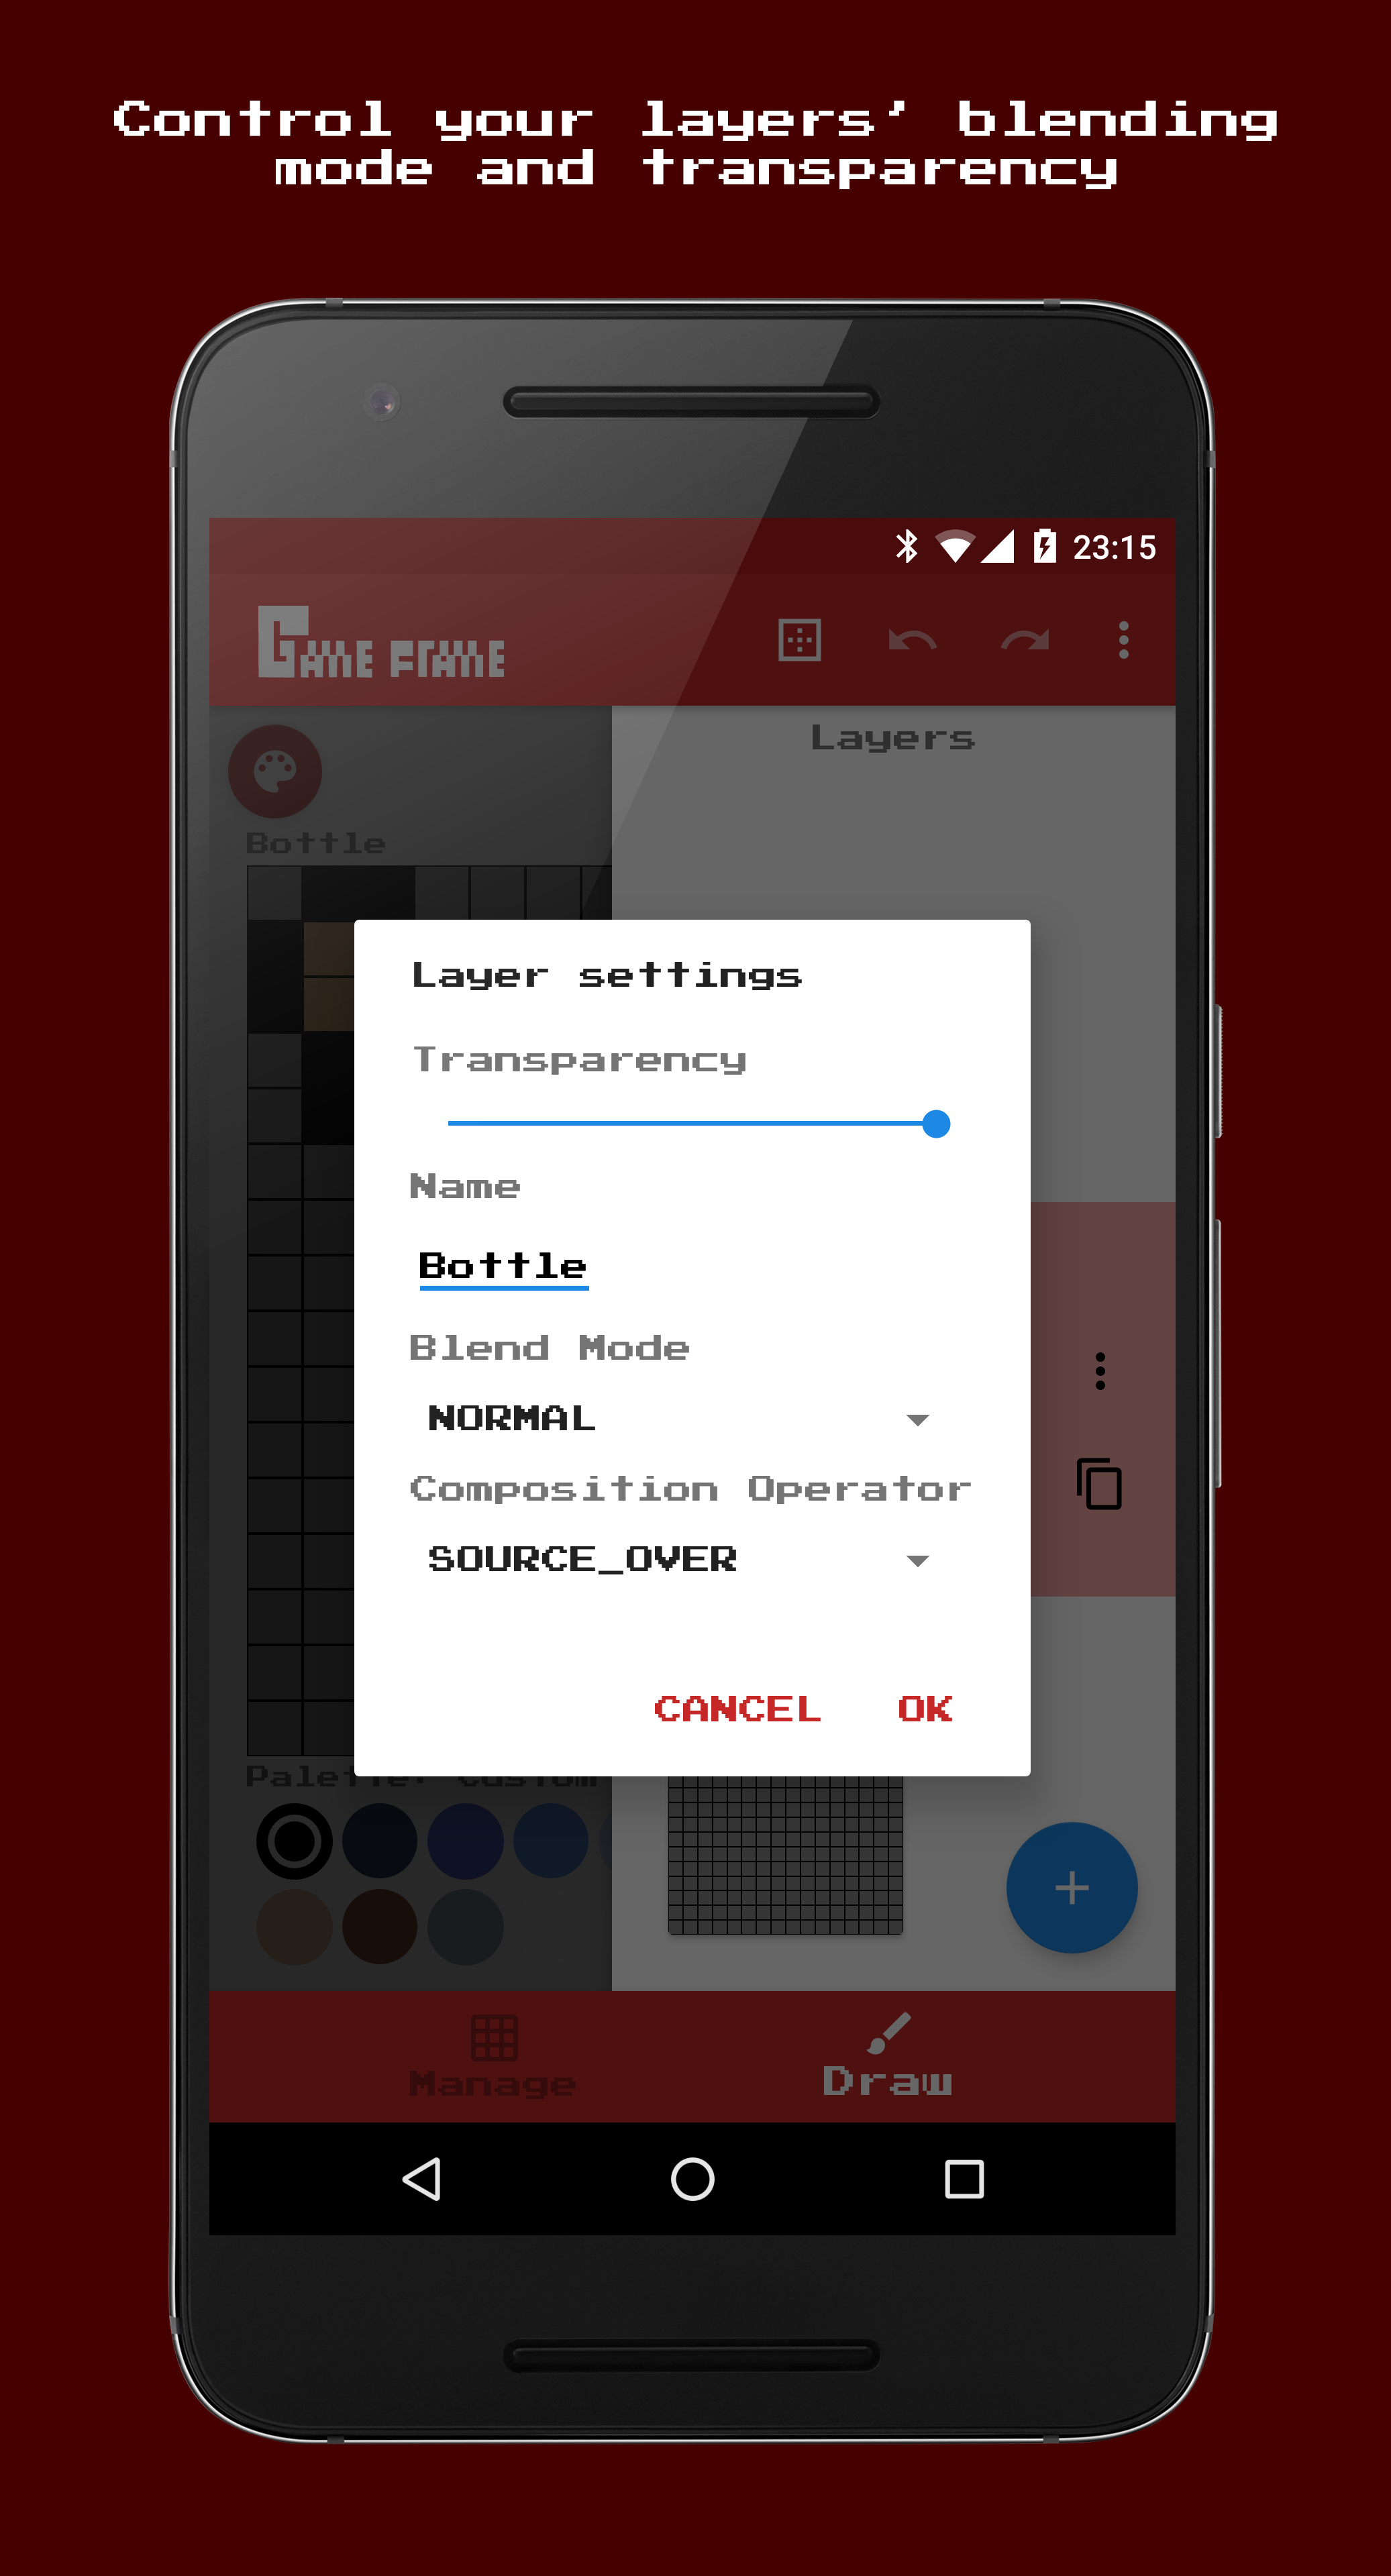 Control your layers' blending
mode and transparency
23:15
GAME FRAME
Layers
Bottle
Layer settings
Transparency
Name
Bottle
Blend Mode
NORMAL
Composition Operator
SOURCE_OVER
CANCEL OK
Palette: Custom
Manage
Draw